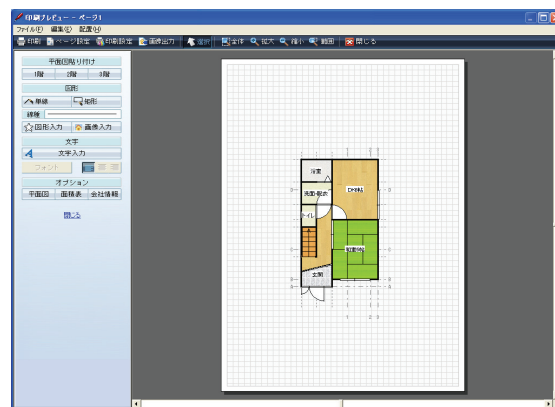 印刷プレビュー - ページ1
ファイル(F) 編集(E) 配置(H)
印刷 ページ設定 印刷設定 画像出力 選択 全体 拡大 縮小 範囲 閉じる
平面図貼り付け
1階 2階 3階
図形
単線 矩形
線種
図形入力 画像入力
文字
文字入力
フォント
オプション
平面図 面積表 会社情報
閉じる
浴室
洗面・脱衣
DK8帖
トイレ
和室8帖
玄関
1 2 3